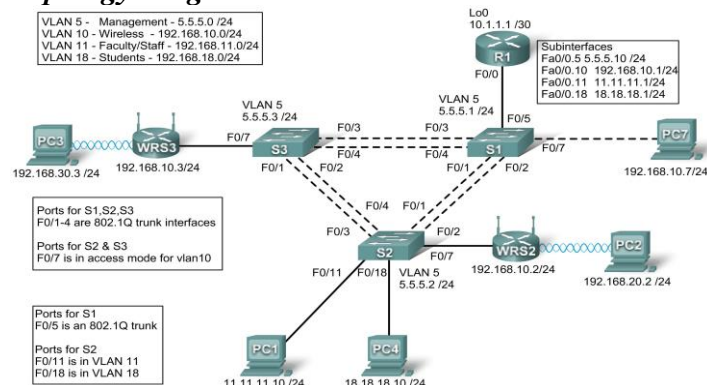 VLAN 5 - Management - 5.5.5.0 /24
VLAN 10 - Wireless - 192.168.10.0/24
VLAN 11 - Faculty/Staff - 192.168.11.0/24
VLAN 18 - Students - 192.168.18.0/24
Lo0
10.1.1.1 /30
R1
F0/0
Subinterfaces
Fa0/0.5 5.5.5.10 /24
Fa0/0.10 192.168.10.1/24
Fa0/0.11 11.11.11.1/24
Fa0/0.18 18.18.18.1/24
VLAN 5
5.5.5.3 /24
VLAN 5
5.5.5.1 /24
F0/5
PC3
WRS3
F0/7
S3
F0/3
F0/3
S1
F0/7
PC7
F0/4
F0/4
192.168.30.3 /24
192.168.10.3/24
F0/1
F0/2
F0/1
F0/2
192.168.10.7/24
Ports for S1,S2,S3
F0/1-4 are 802.1Q trunk interfaces
Ports for S2 & S3
F0/7 is in access mode for vlan10
F0/4
F0/1
F0/3
F0/2
S2
F0/7
WRS2
PC2
F0/11
F0/18
VLAN 5
5.5.5.2 /24
192.168.10.2/24
192.168.20.2 /24
Ports for S1
F0/5 is an 802.1Q trunk
Ports for S2
F0/11 is in VLAN 11
F0/18 is in VLAN 18
PC1
PC4
11.11.11.10 /24
18.18.18.10 /24